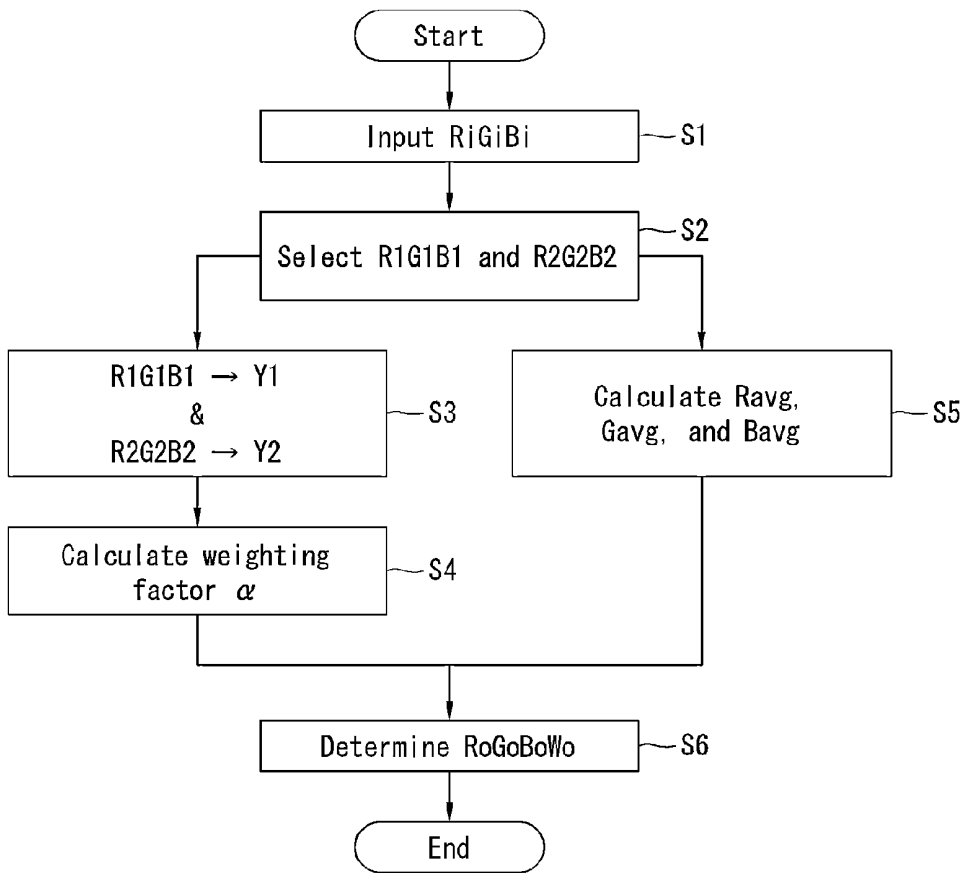 Start
Input RiGiBi
S1
Select R1G1B1 and R2G2B2
S2
R1G1B1 → Y1
&
R2G2B2 → Y2
S3
Calculate Ravg,
Gavg, and Bavg
S5
Calculate weighting
factor α
S4
Determine RoGoBoWo
S6
End